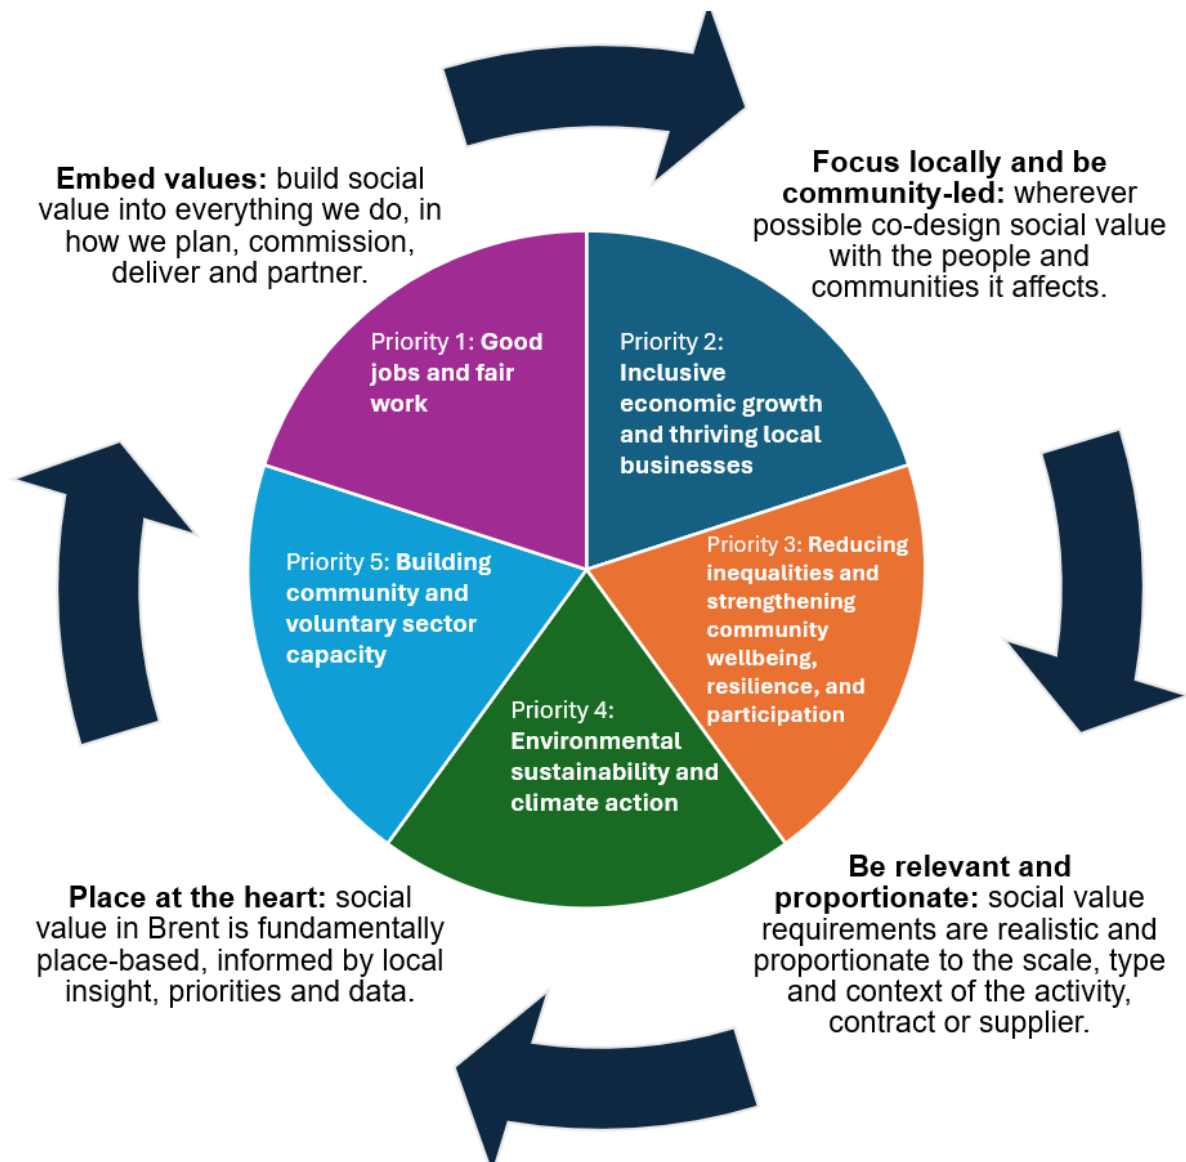 Embed values: build social
value into everything we do, in
how we plan, commission,
deliver and partner.
Focus locally and be
community-led: wherever
possible co-design social value
with the people and
communities it affects.
Priority 1: Good
jobs and fair
work
Priority 2:
Inclusive
economic growth
and thriving local
businesses
Priority 3: Reducing
inequalities and
strengthening
community
wellbeing,
resilience, and
participation
Priority 4:
Environmental
sustainability and
climate action
Priority 5: Building
community and
voluntary sector
capacity
Be relevant and
proportionate: social value
requirements are realistic and
proportionate to the scale, type
and context of the activity,
contract or supplier.
Place at the heart: social
value in Brent is fundamentally
place-based, informed by local
insight, priorities and data.